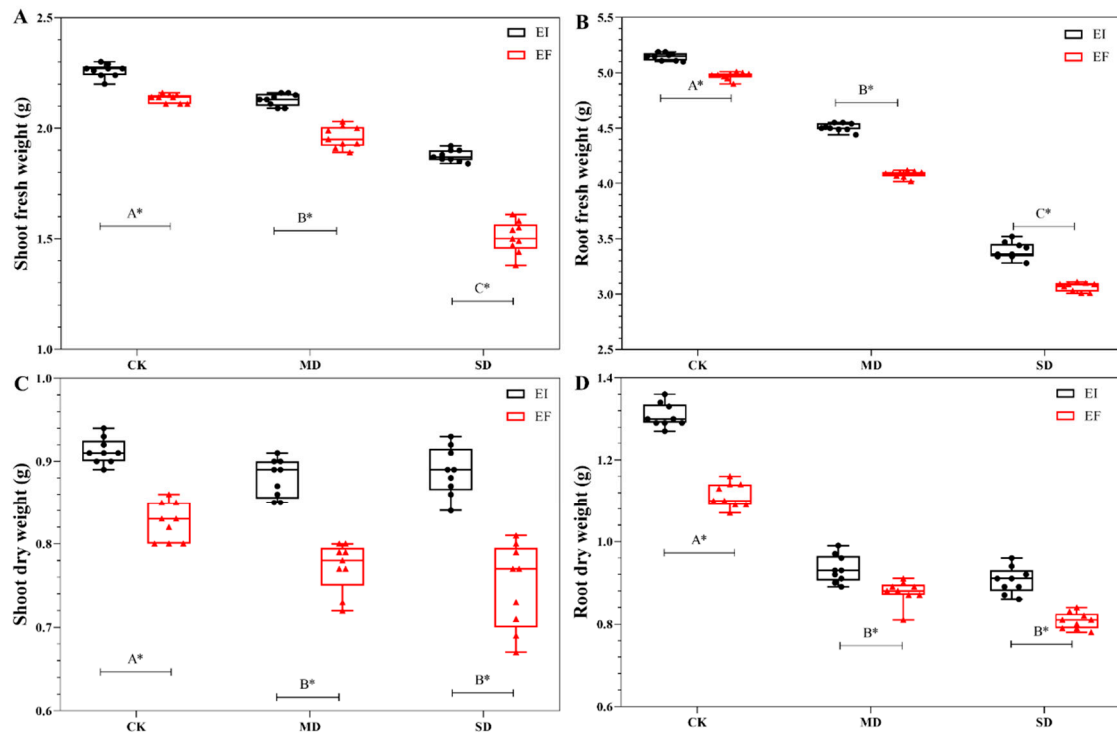 A
Shoot fresh weight (g)
2.5
2.0
1.5
1.0
EI
EF
A*
B*
C*
CK MD SD
B
Root fresh weight (g)
5.5
5.0
4.5
4.0
3.5
3.0
2.5
EI
EF
A*
B*
C*
CK MD SD
C
Shoot dry weight (g)
1.0
0.9
0.8
0.7
0.6
EI
EF
A*
B*
B*
CK MD SD
D
Root dry weight (g)
1.4
1.2
1.0
0.8
0.6
EI
EF
A*
B*
B*
CK MD SD